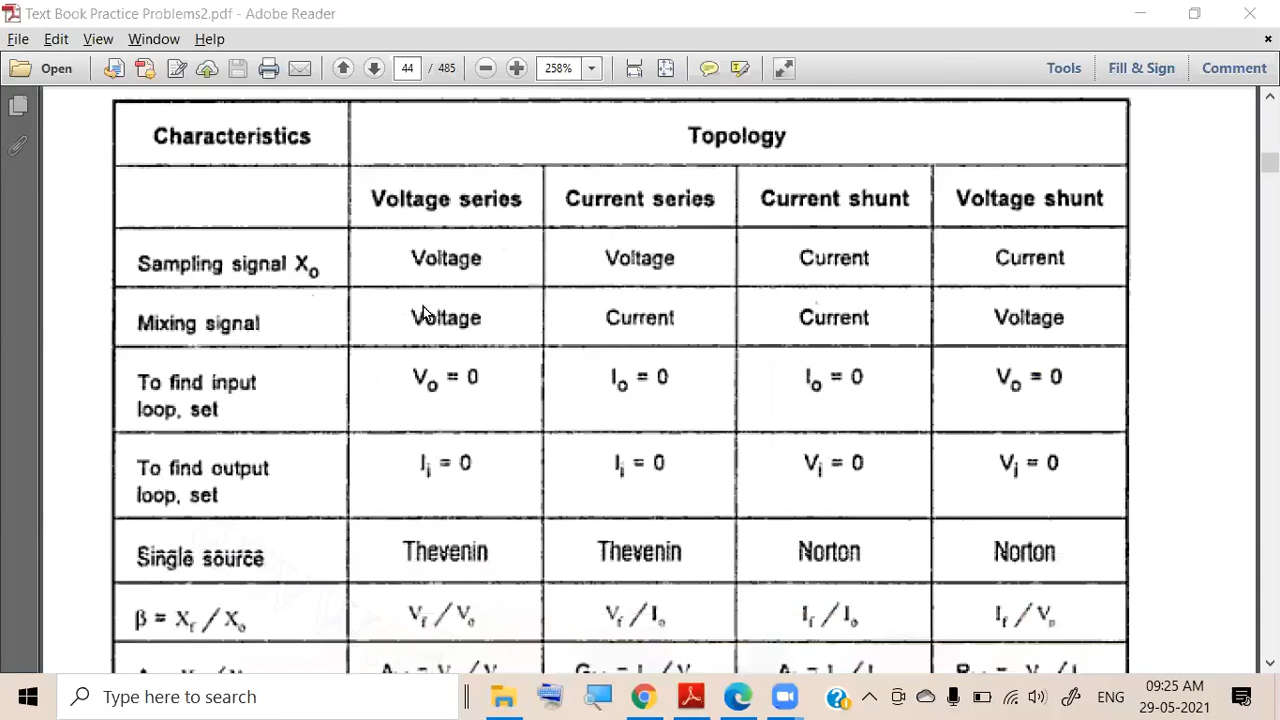 Text Book Practice Problems2.pdf - Adobe Reader
File Edit View Window Help
Open 44 / 485 258% Tools Fill & Sign Comment
Characteristics Topology
Voltage series Current series Current shunt Voltage shunt
Sampling signal Xo Voltage Voltage Current Current
Mixing signal Voltage Current Current Voltage
To find input loop, set Vo = 0 Io = 0 Io = 0 Vo = 0
To find output loop, set Ii = 0 Ii = 0 Vi = 0 Vi = 0
Single source Thevenin Thevenin Norton Norton
β = Xf / Xo Vf / Vo Vf / Io If / Io If / Vo
Type here to search
ENG
09:25 AM
29-05-2021